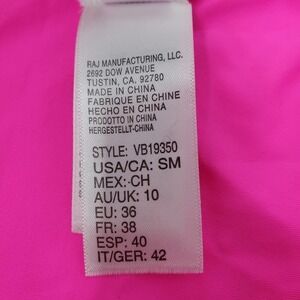 RAJ MANUFACTURING, LLC.
2692 DOW AVENUE
TUSTIN, CA. 92780
MADE IN CHINA
FABRIQUE EN CHINE
HECHO EN CHINA
PRODOTTO IN CHINA
HERGESTELLT-CHINA
STYLE: VB19350
USA/CA: SM
MEX:-CH
AU/UK: 10
EU: 36
FR: 38
ESP: 40
IT/GER: 42